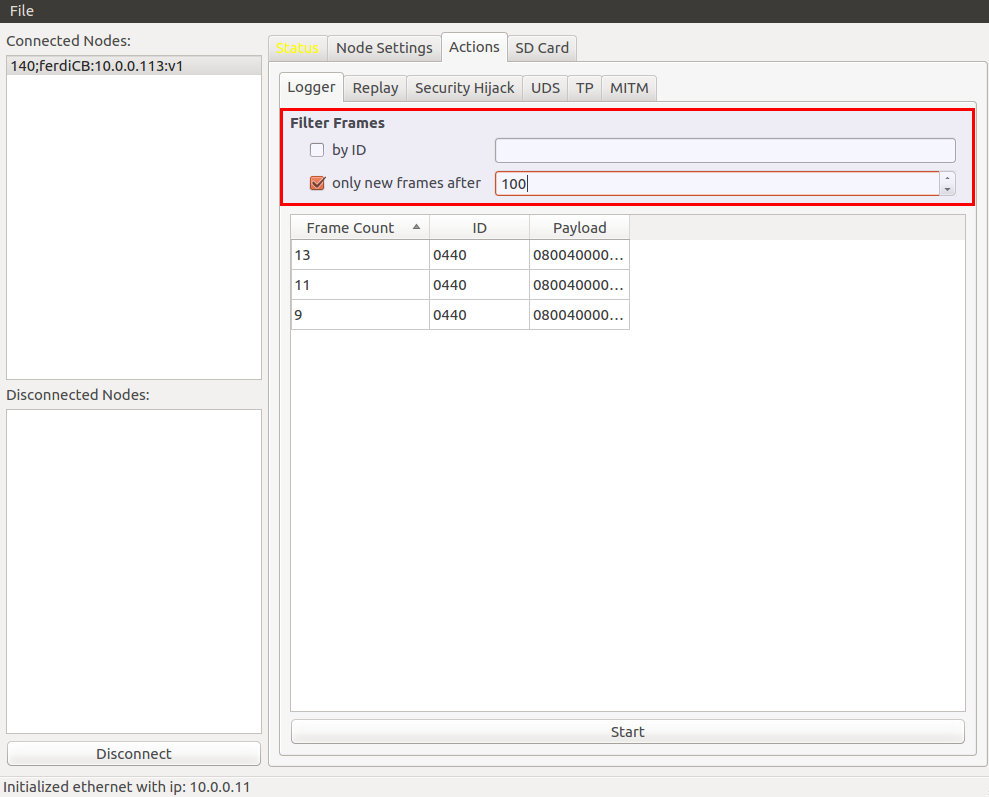 File
Connected Nodes:
140;ferdiCB:10.0.0.113:v1
Disconnected Nodes:
Disconnect
Status Node Settings Actions SD Card
Logger Replay Security Hijack UDS TP MITM
Filter Frames
by ID
only new frames after 100
Frame Count ID Payload
13 0440 080040000...
11 0440 080040000...
9 0440 080040000...
Start
Initialized ethernet with ip: 10.0.0.11